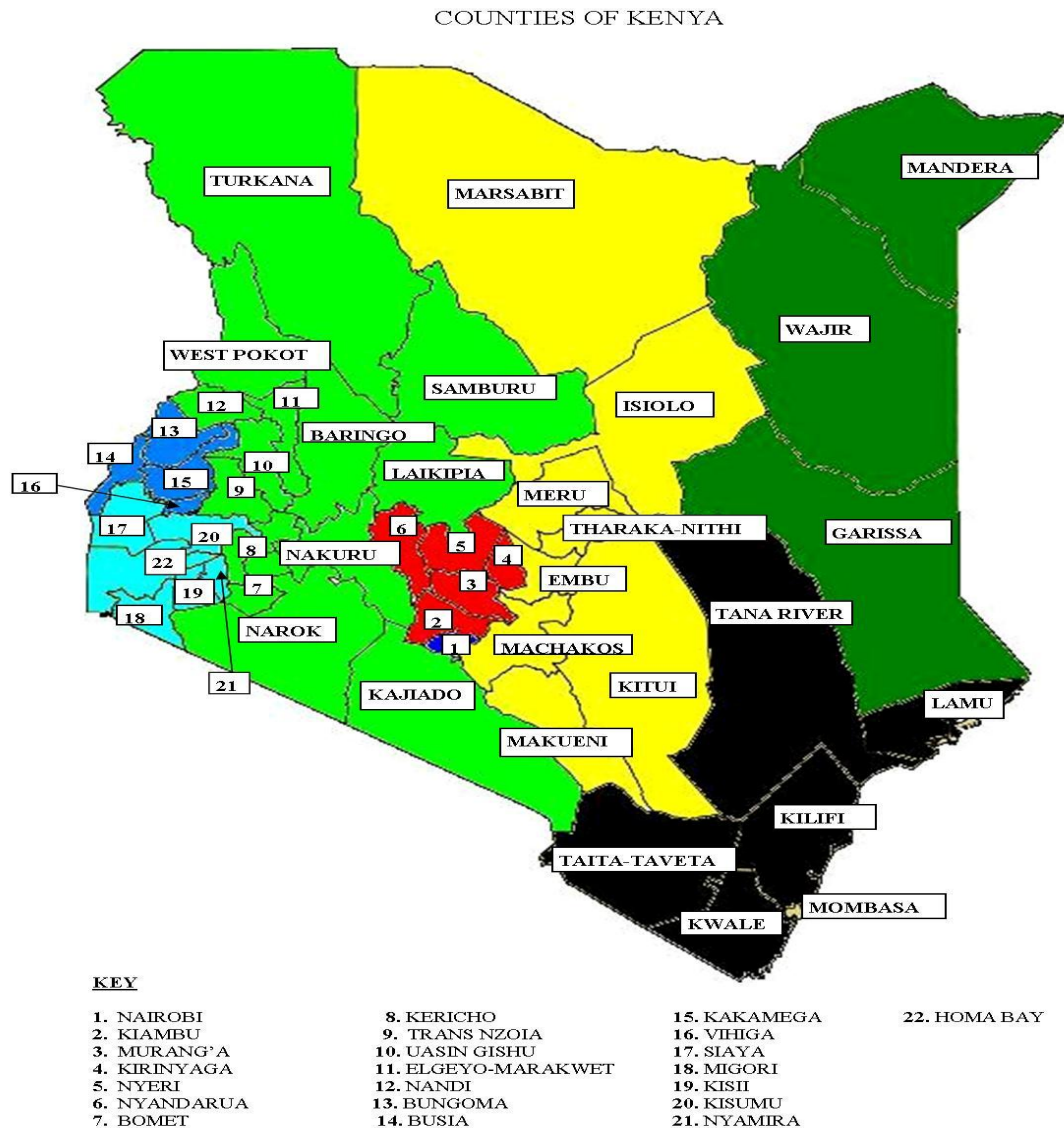 COUNTIES OF KENYA
TURKANA
MARSABIT
MANDERA
WAJIR
WEST POKOT
SAMBURU
ISIOLO
11
12
13
BARINGO
14
10
LAIKIPIA
15
16
9
MERU
17
6
THARAKA-NITHI
GARISSA
20
5
8
NAKURU
4
22
EMBU
3
7
19
TANA RIVER
18
2
NAROK
1
MACHAKOS
21
KAJIADO
KITUI
LAMU
MAKUENI
KILIFI
TAITA-TAVETA
MOMBASA
KWALE
KEY
1. NAIROBI
2. KIAMBU
3. MURANG'A
4. KIRINYAGA
5. NYERI
6. NYANDARUA
7. BOMET
8. KERICHO
9. TRANS NZOIA
10. UASIN GISHU
11. ELGEYO-MARAKWET
12. NANDI
13. BUNGOMA
14. BUSIA
15. KAKAMEGA
16. VIHIGA
17. SIAYA
18. MIGORI
19. KISII
20. KISUMU
21. NYAMIRA
22. HOMA BAY